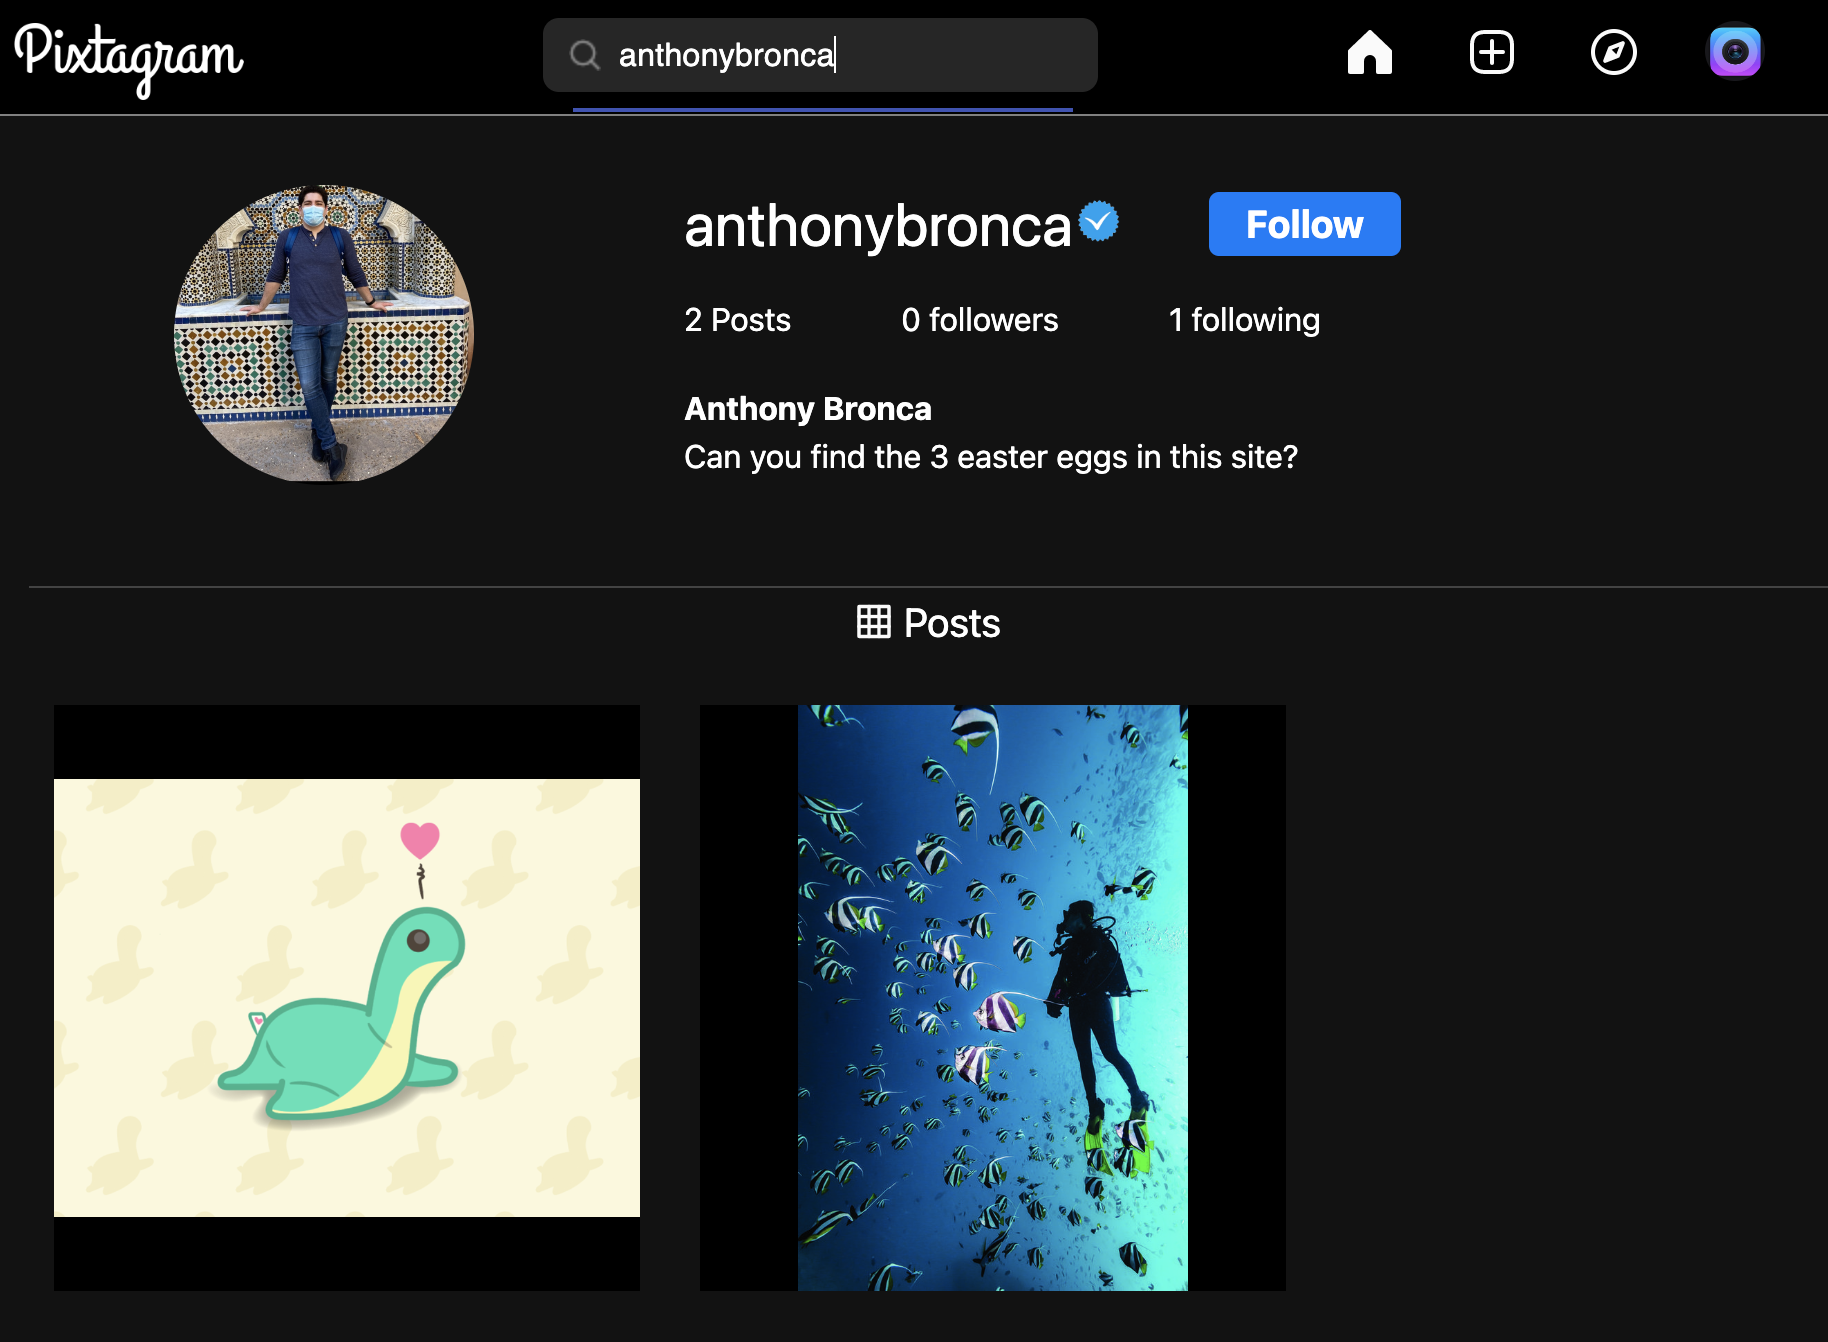 Pixtagram
anthonybronca
anthonybronca
Follow
2 Posts
0 followers
1 following
Anthony Bronca
Can you find the 3 easter eggs in this site?
Posts